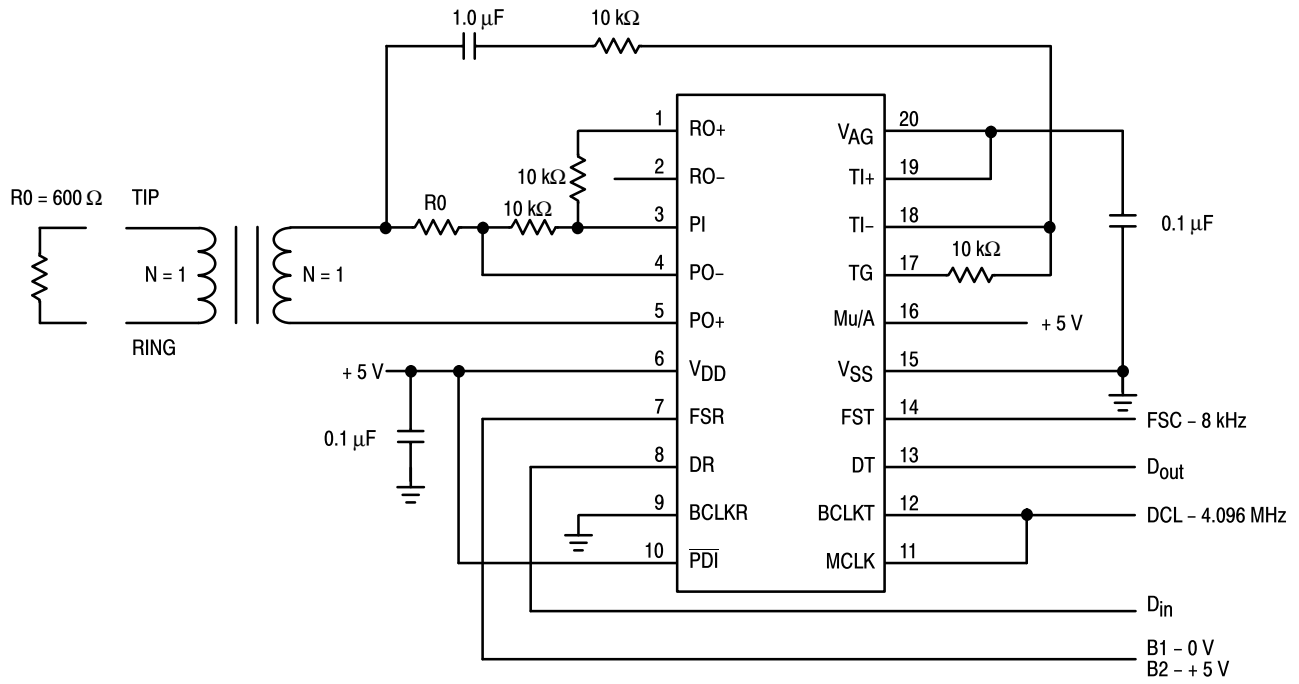 1.0 µF
10 kΩ
R0 = 600 Ω
TIP
N = 1
N = 1
RING
R0
10 kΩ
10 kΩ
1
RO+
2
RO–
3
PI
4
PO–
5
PO+
6
VDD
7
FSR
8
DR
9
BCLKR
10
PDI
+ 5 V
0.1 µF
VAG
20
TI+
19
TI–
18
TG
17
10 kΩ
Mu/A
16
+ 5 V
VSS
15
FST
14
FSC – 8 kHz
DT
13
Dout
BCLKT
12
DCL – 4.096 MHz
MCLK
11
0.1 µF
Din
B1 – 0 V
B2 – + 5 V